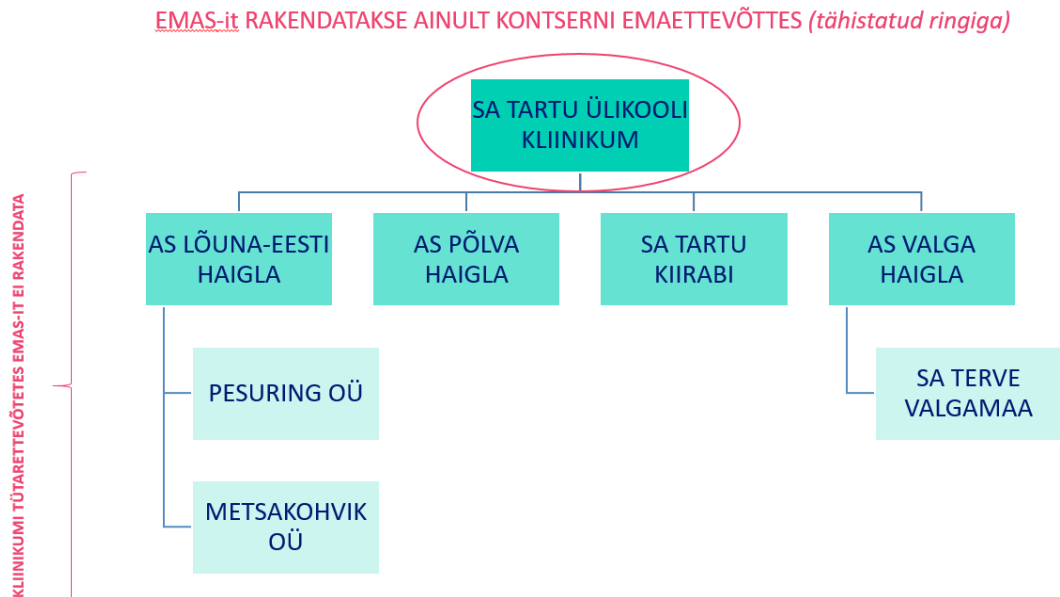 EMAS-it RAKENDATAKSE AINULT KONTSERNI EMAETTEVÕTTES (tähistatud ringiga)
SA TARTU ÜLIKOOLI
KLIINIKUM
KLIINIKUMI TÜTARETTEVÕTETES EMAS-IT EI RAKENDATA
AS LÕUNA-EESTI
HAIGLA
AS PÕLVA
HAIGLA
SA TARTU
KIIRABI
AS VALGA
HAIGLA
PESURING OÜ
SA TERVE
VALGAMAA
METSAKOHVIK
OÜ